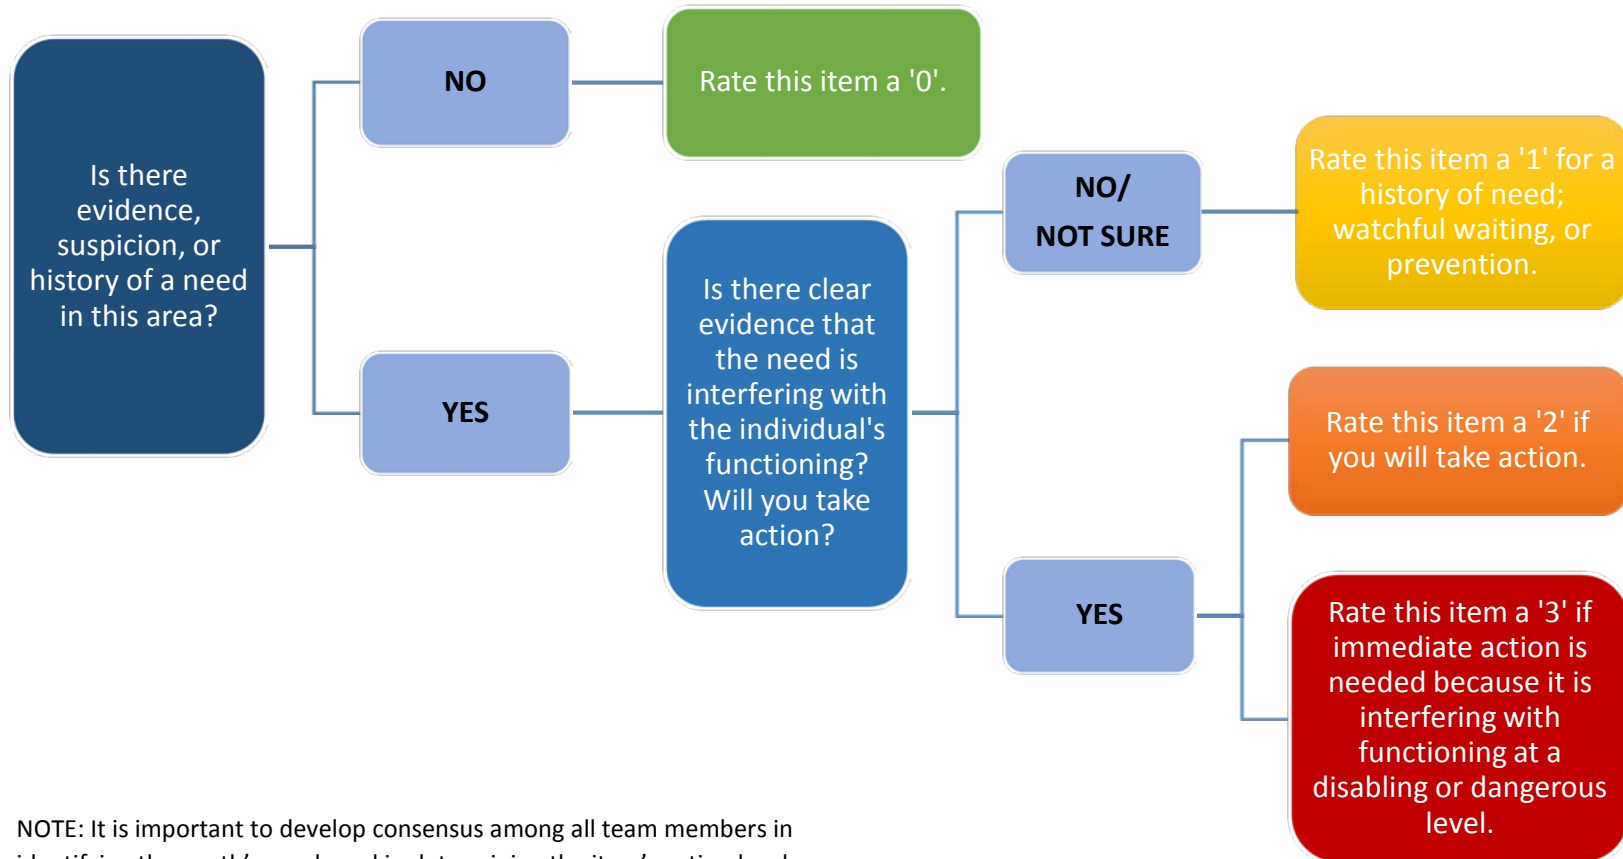 Is there
evidence,
suspicion, or
history of a need
in this area?
NO
Rate this item a '0'.
YES
Is there clear
evidence that
the need is
interfering with
the individual's
functioning?
Will you take
action?
NO/
NOT SURE
Rate this item a '1' for a
history of need;
watchful waiting, or
prevention.
YES
Rate this item a '2' if
you will take action.
Rate this item a '3' if
immediate action is
needed because it is
interfering with
functioning at a
disabling or dangerous
level.
NOTE: It is important to develop consensus among all team members in